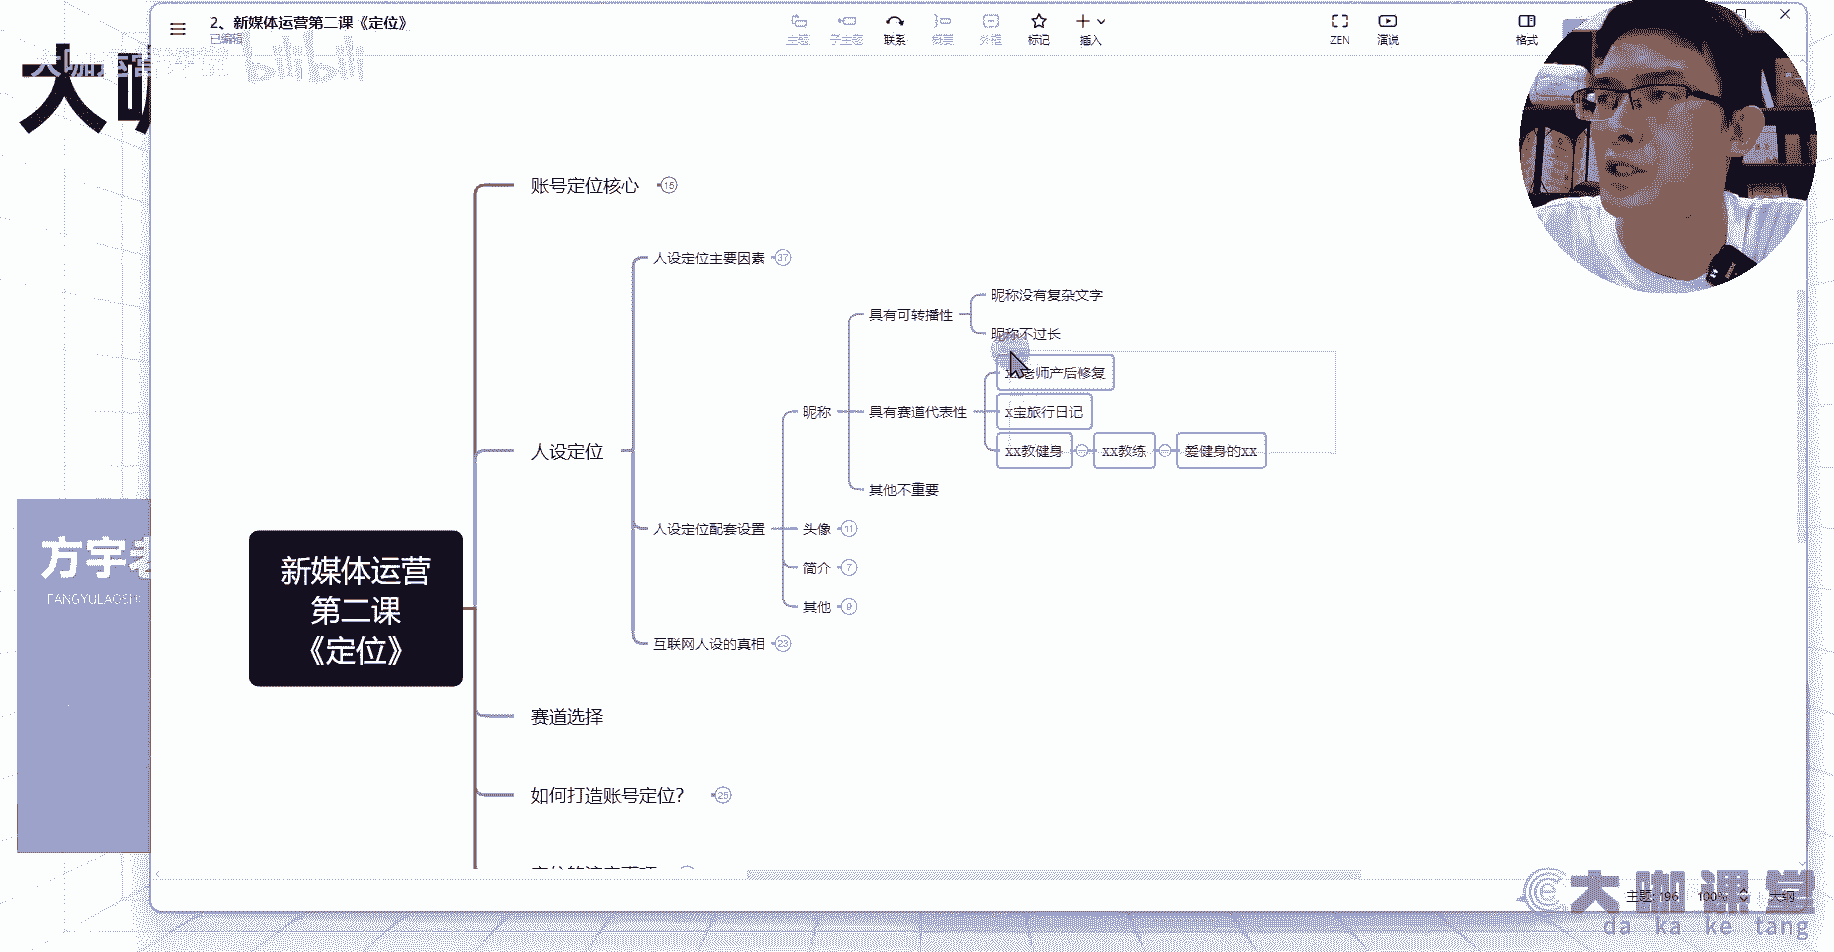 2、新媒体运营第二课《定位》
已编辑
主题
子主题
联系
概要
外框
标记
插入
ZEN
演说
格式
大咖
bilibili
账号定位核心
15
人设定位主要因素
37
昵称没有复杂文字
具有可转播性
昵称不过长
xx老师产后修复
昵称
具有赛道代表性
x宝旅行日记
人设定位
xx教健身
xx教练
爱健身的xx
其他不重要
人设定位配套设置
头像
11
简介
7
其他
9
互联网人设的真相
23
新媒体运营
第二课
《定位》
方宇老
FANGYULAOSHI
赛道选择
如何打造账号定位？
25
主题: 196
100%
大纲
大咖课堂
da ka ke tang